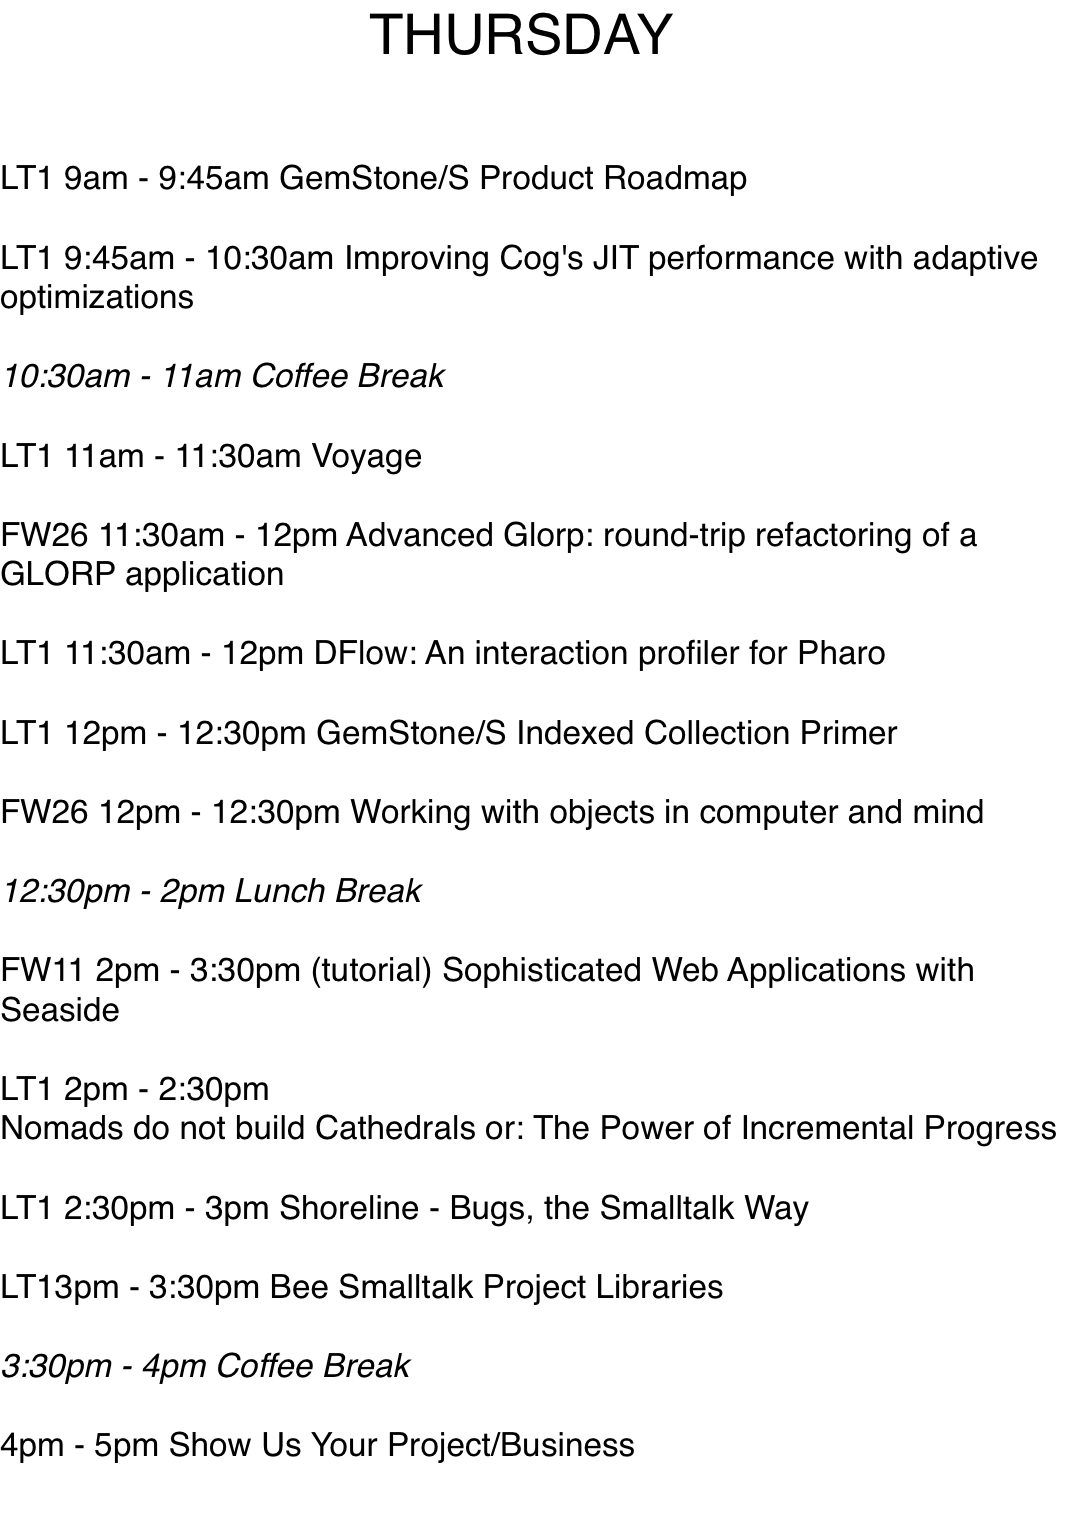 THURSDAY
LT1 9am - 9:45am GemStone/S Product Roadmap
LT1 9:45am - 10:30am Improving Cog's JIT performance with adaptive
optimizations
10:30am - 11am Coffee Break
LT1 11am - 11:30am Voyage
FW26 11:30am - 12pm Advanced Glorp: round-trip refactoring of a
GLORP application
LT1 11:30am - 12pm DFlow: An interaction profiler for Pharo
LT1 12pm - 12:30pm GemStone/S Indexed Collection Primer
FW26 12pm - 12:30pm Working with objects in computer and mind
12:30pm - 2pm Lunch Break
FW11 2pm - 3:30pm (tutorial) Sophisticated Web Applications with
Seaside
LT1 2pm - 2:30pm
Nomads do not build Cathedrals or: The Power of Incremental Progress
LT1 2:30pm - 3pm Shoreline - Bugs, the Smalltalk Way
LT13pm - 3:30pm Bee Smalltalk Project Libraries
3:30pm - 4pm Coffee Break
4pm - 5pm Show Us Your Project/Business